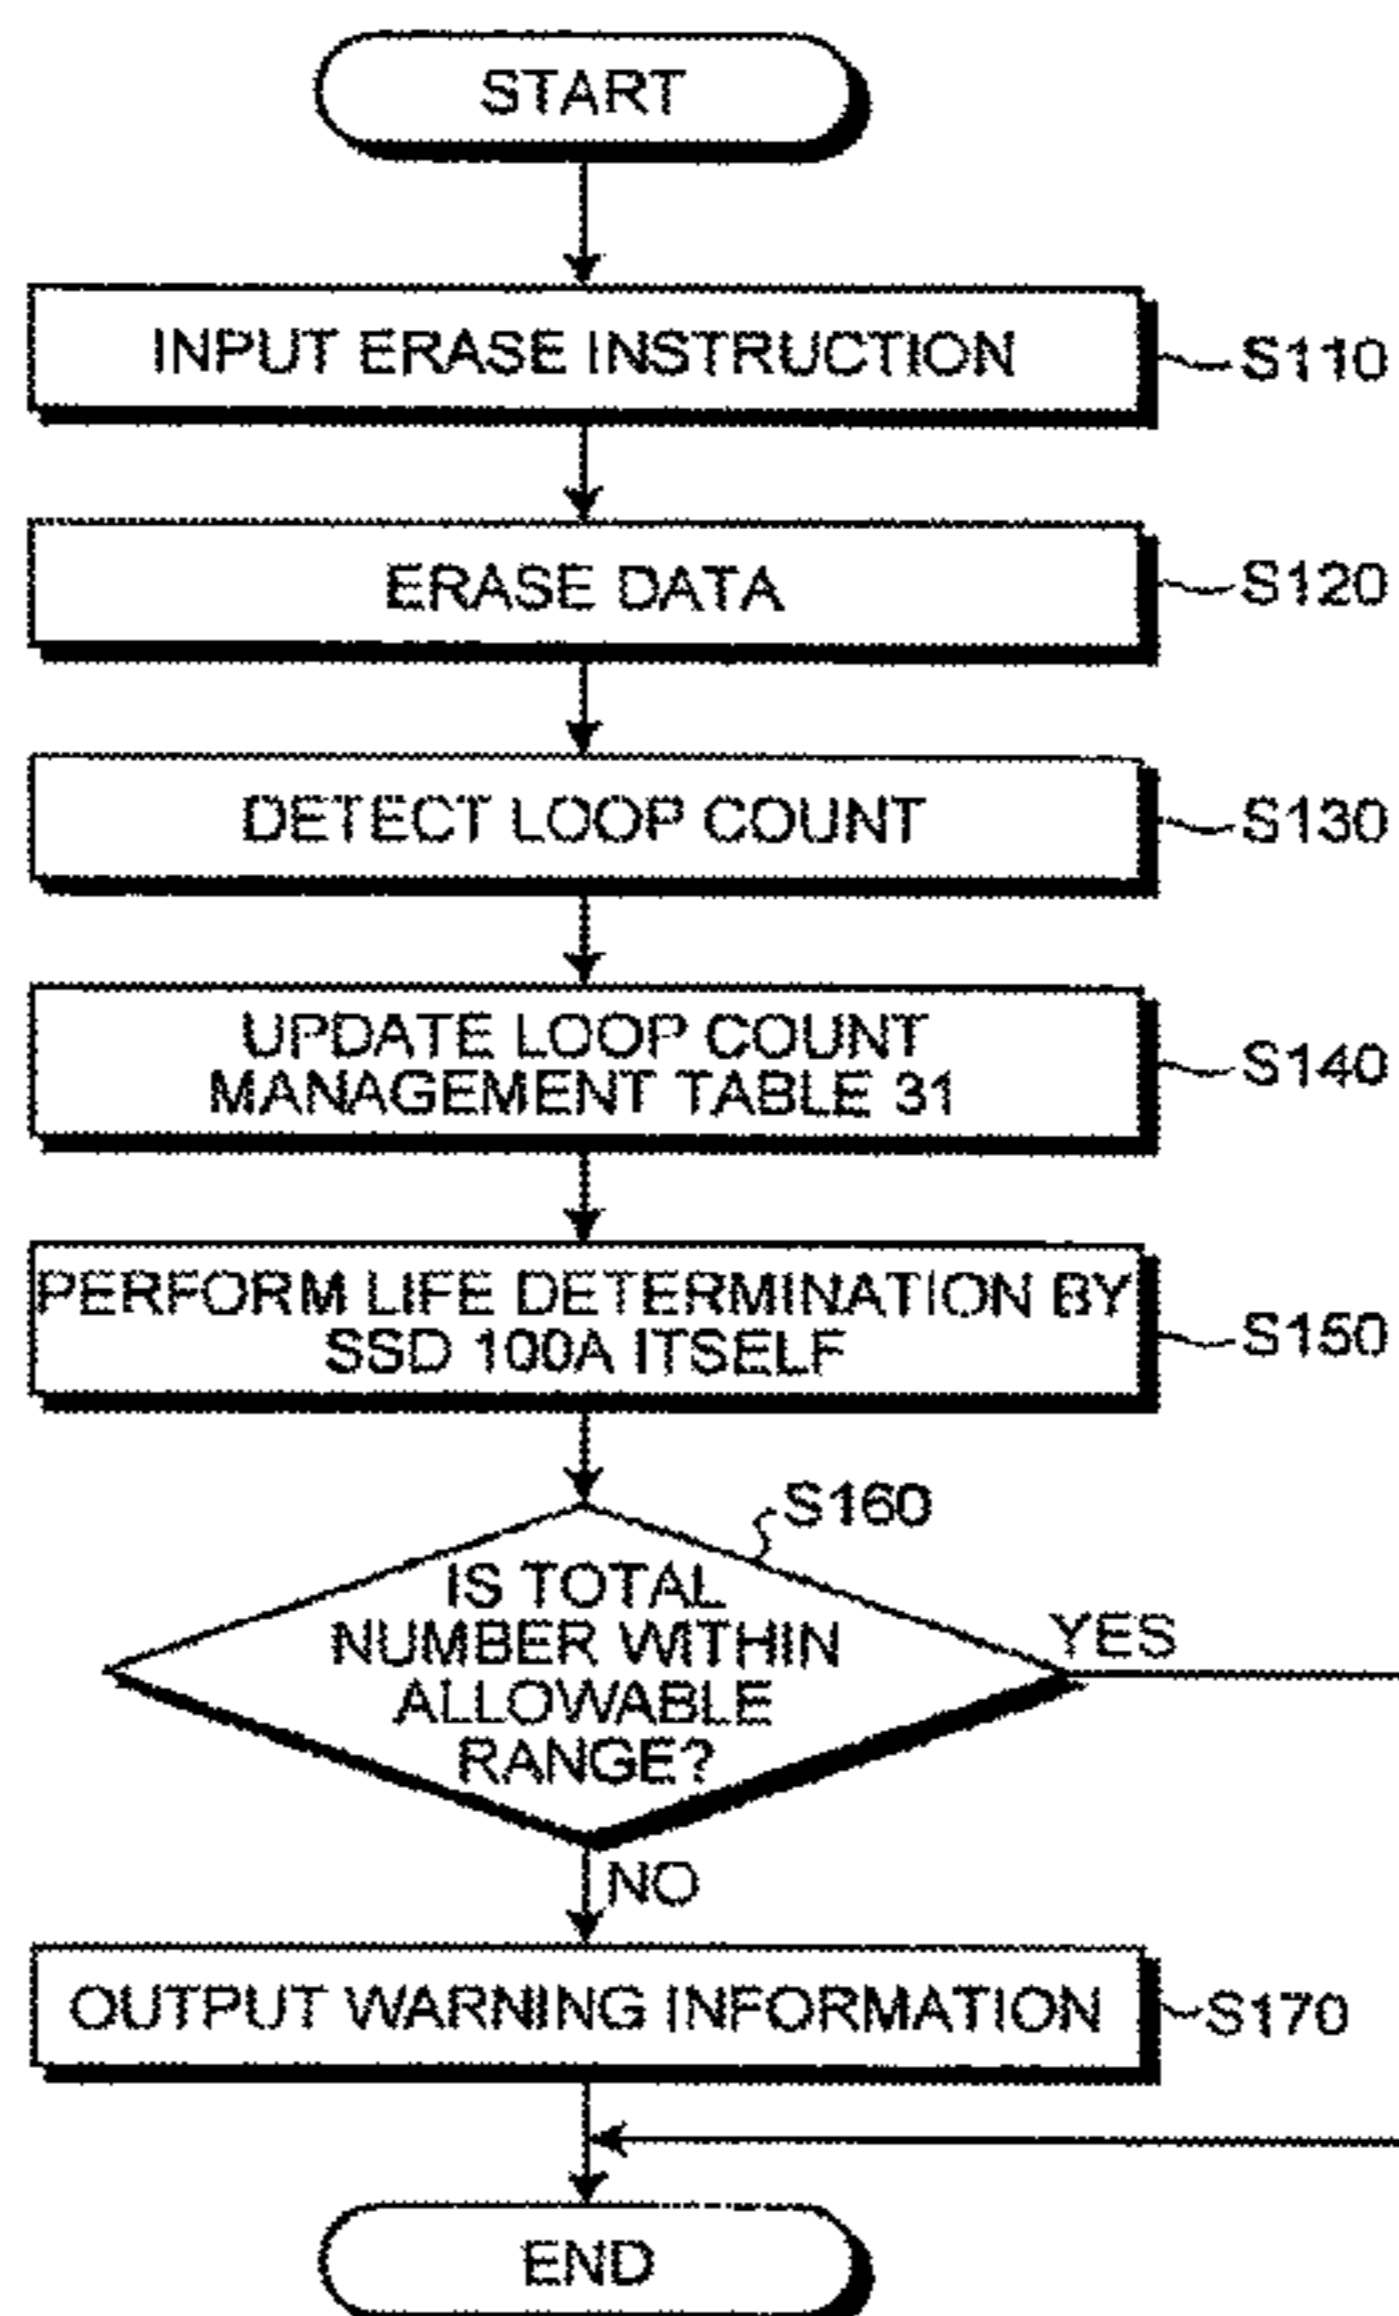 START
INPUT ERASE INSTRUCTION
S110
ERASE DATA
S120
DETECT LOOP COUNT
S130
UPDATE LOOP COUNT
MANAGEMENT TABLE 31
S140
PERFORM LIFE DETERMINATION BY
SSD 100A ITSELF
S150
S160
IS TOTAL
NUMBER WITHIN
ALLOWABLE
RANGE?
YES
NO
OUTPUT WARNING INFORMATION
S170
END